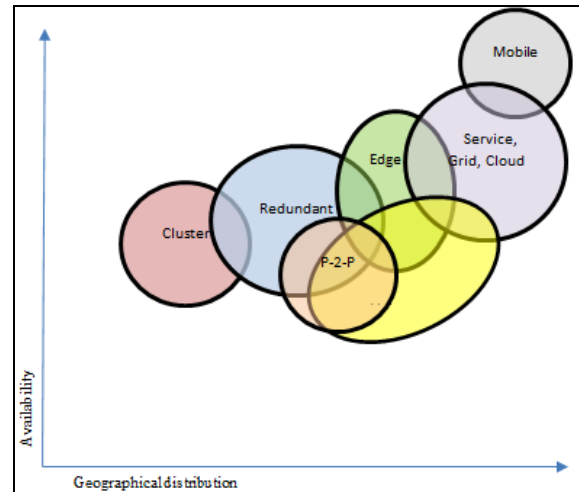 Mobile
Service,
Grid, Cloud
Edge
Redundant
Cluster
P-2-P
. .
Availability
Geographical distribution